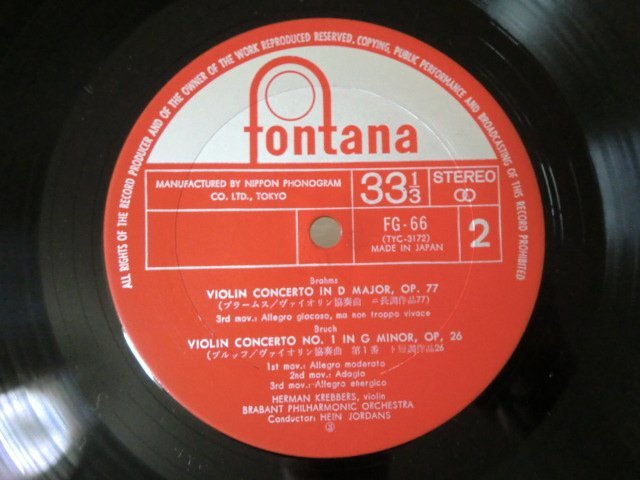 ALL RIGHTS OF THE RECORD PRODUCER AND OF THE OWNER OF THE WORK REPRODUCED RESERVED, COPYING, PUBLIC PERFORMANCE AND BROADCASTING OF THIS RECORD PROHIBITED
fontana
MANUFACTURED BY NIPPON PHONOGRAM
CO. LTD., TOKYO
33 1/3
STEREO
FG-66
(TYC-3172)
MADE IN JAPAN
2
Brahms
VIOLIN CONCERTO IN D MAJOR, OP. 77
(ブラームス/ヴァイオリン協奏曲 ニ長調作品77)
3rd mov.: Allegro giocoso, ma non troppo vivace
Bruch
VIOLIN CONCERTO NO. 1 IN G MINOR, OP. 26
(ブルッフ/ヴァイオリン協奏曲 第1番 ト短調作品26
1st mov.: Allegro moderato
2nd mov.: Adagio
3rd mov.: Allegro energico
HERMAN KREBBERS, violin
BRABANT PHILHARMONIC ORCHESTRA
Conductor: HEIN JORDANS
③